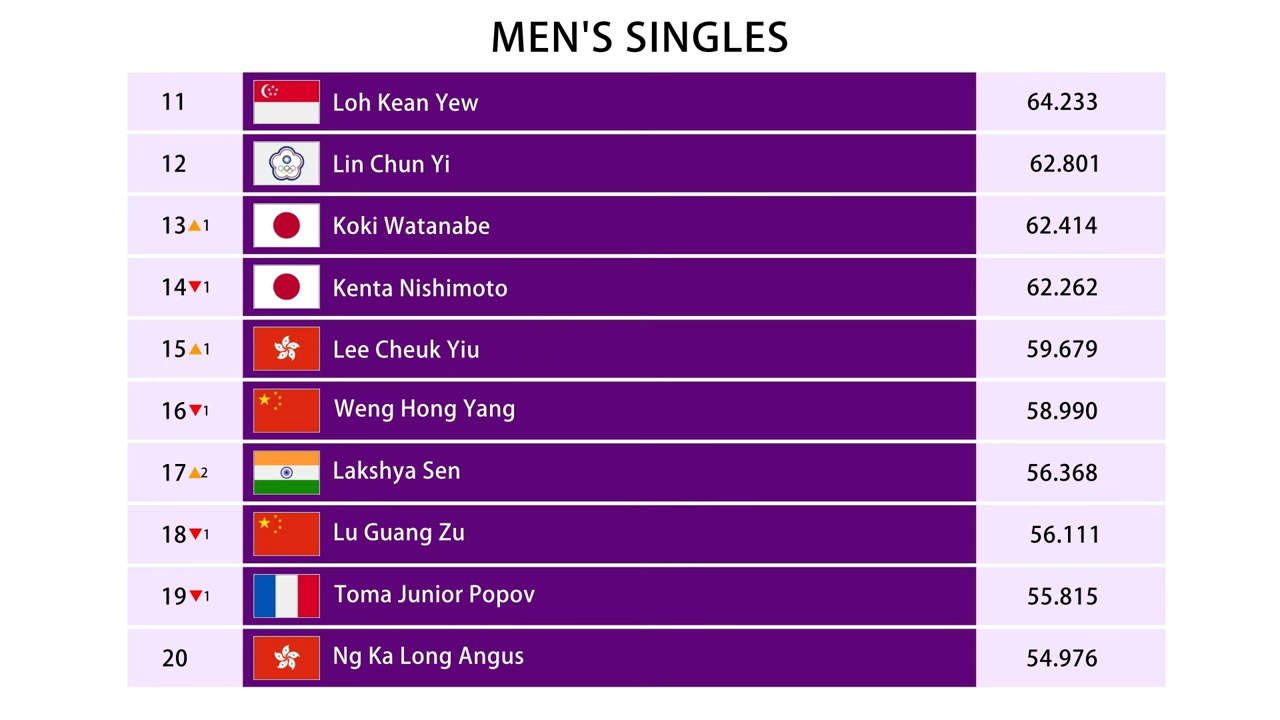 MEN'S SINGLES
11 Loh Kean Yew 64.233
12 Lin Chun Yi 62.801
13▲1 Koki Watanabe 62.414
14▼1 Kenta Nishimoto 62.262
15▲1 Lee Cheuk Yiu 59.679
16▼1 Weng Hong Yang 58.990
17▲2 Lakshya Sen 56.368
18▼1 Lu Guang Zu 56.111
19▼1 Toma Junior Popov 55.815
20 Ng Ka Long Angus 54.976